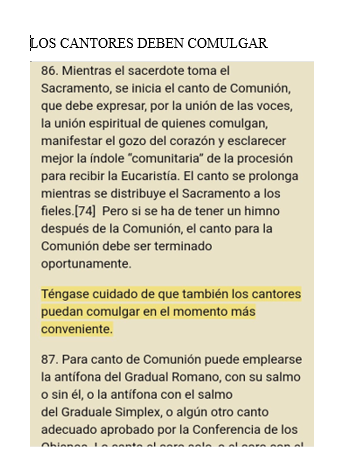 LOS CANTORES DEBEN COMULGAR
86. Mientras el sacerdote toma el
Sacramento, se inicia el canto de Comunión,
que debe expresar, por la unión de las voces,
la unión espiritual de quienes comulgan,
manifestar el gozo del corazón y esclarecer
mejor la índole “comunitaria” de la procesión
para recibir la Eucaristía. El canto se prolonga
mientras se distribuye el Sacramento a los
fieles.[74]  Pero si se ha de tener un himno
después de la Comunión, el canto para la
Comunión debe ser terminado
oportunamente.
Téngase cuidado de que también los cantores
puedan comulgar en el momento más
conveniente.
87. Para canto de Comunión puede emplearse
la antífona del Gradual Romano, con su salmo
o sin él, o la antífona con el salmo
del Graduale Simplex, o algún otro canto
adecuado aprobado por la Conferencia de los